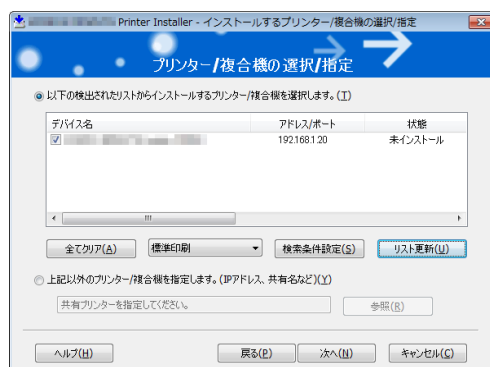 Printer Installer - インストールするプリンター/複合機の選択/指定
プリンター/複合機の選択/指定
以下の検出されたリストからインストールするプリンター/複合機を選択します。(T)
デバイス名 アドレス/ポート 状態
192.168.1.20 未インストール
全てクリア(A) 標準印刷 検索条件設定(S) リスト更新(U)
上記以外のプリンター/複合機を指定します。(IPアドレス、共有名など)(Y)
共有プリンターを指定してください。 参照(R)
ヘルプ(H) 戻る(P) 次へ(N) キャンセル(C)